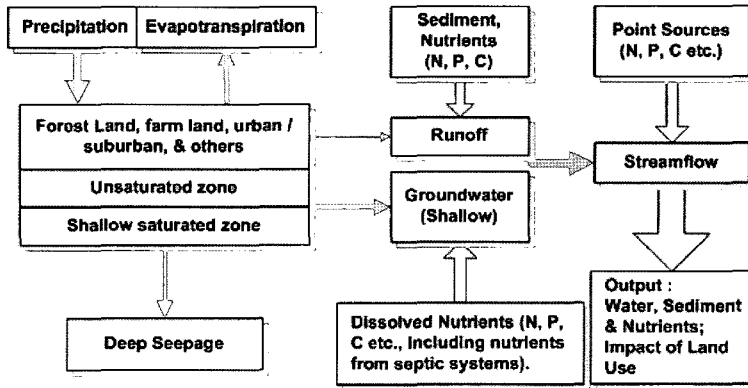 Precipitation
Evapotranspiration
Sediment,
Nutrients
(N, P, C)
Point Sources
(N, P, C etc.)
Forest Land, farm land, urban /
suburban, & others
Unsaturated zone
Shallow saturated zone
Runoff
Groundwater
(Shallow)
Streamflow
Deep Seepage
Dissolved Nutrients (N, P,
C etc., Including nutrients
from septic systems).
Output :
Water, Sediment
& Nutrients;
Impact of Land
Use